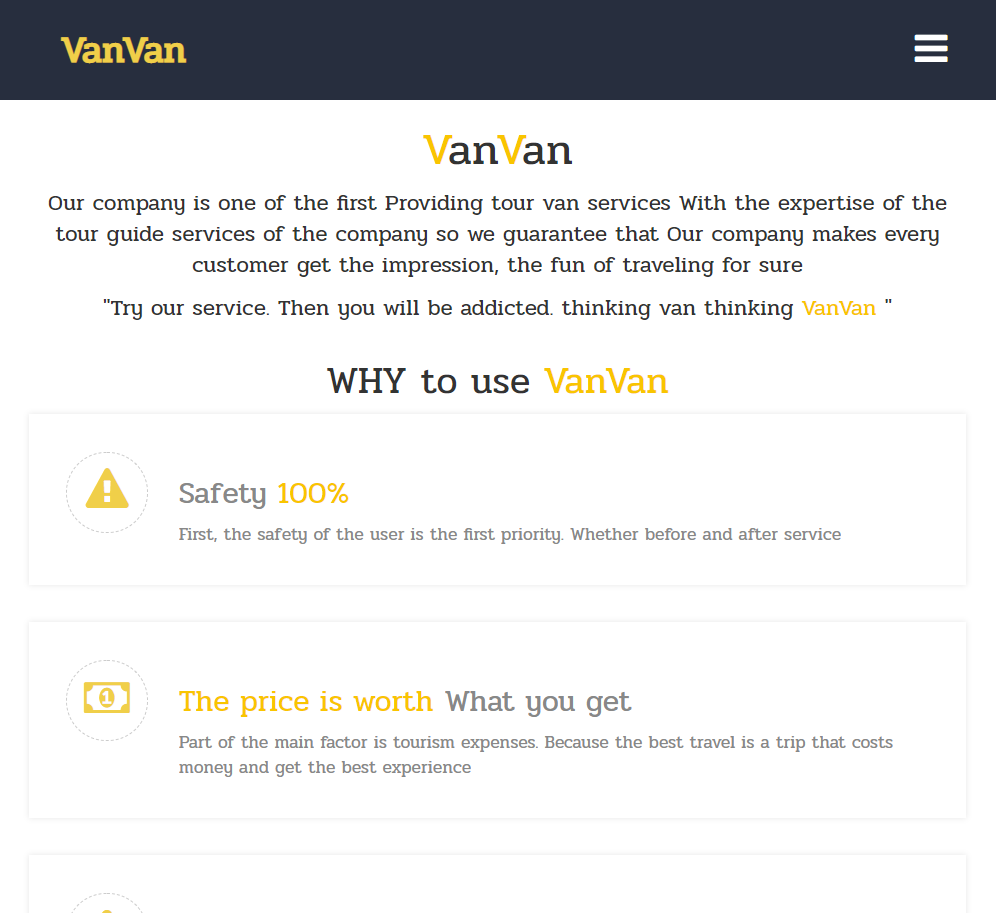 VanVan
VanVan
Our company is one of the first Providing tour van services With the expertise of the
tour guide services of the company so we guarantee that Our company makes every
customer get the impression, the fun of traveling for sure
"Try our service. Then you will be addicted. thinking van thinking VanVan "
WHY to use VanVan
Safety 100%
First, the safety of the user is the first priority. Whether before and after service
1
The price is worth What you get
Part of the main factor is tourism expenses. Because the best travel is a trip that costs
money and get the best experience